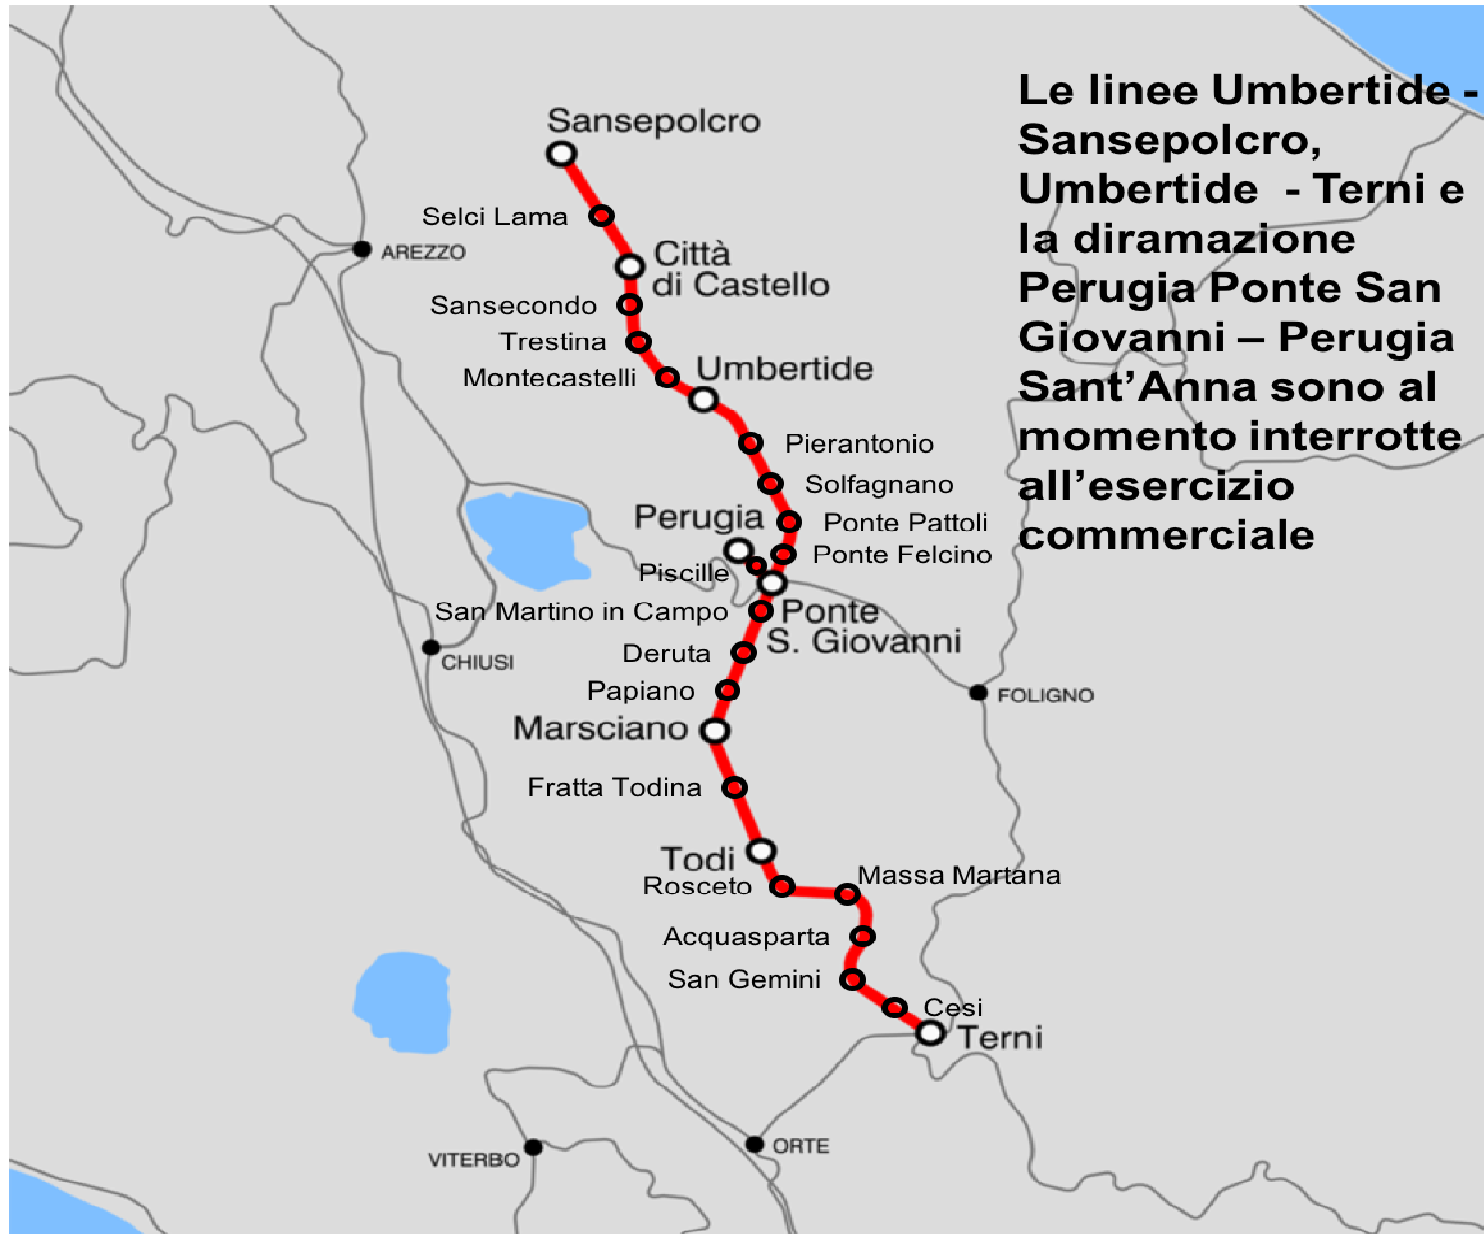 Le linee Umbertide -
Sansepolcro,
Umbertide  - Terni e
la diramazione
Perugia Ponte San
Giovanni – Perugia
Sant’Anna sono al
momento interrotte
all’esercizio
commerciale
Sansepolcro
Selci Lama
AREZZO
Città
di Castello
Sansecondo
Trestina
Montecastelli
Umbertide
Pierantonio
Solfagnano
Perugia
Ponte Pattoli
Ponte Felcino
Piscille
San Martino in Campo
Ponte
S. Giovanni
Deruta
CHIUSI
Papiano
FOLIGNO
Marsciano
Fratta Todina
Todi
Rosceto
Massa Martana
Acquasparta
San Gemini
Cesi
Terni
VITERBO
ORTE